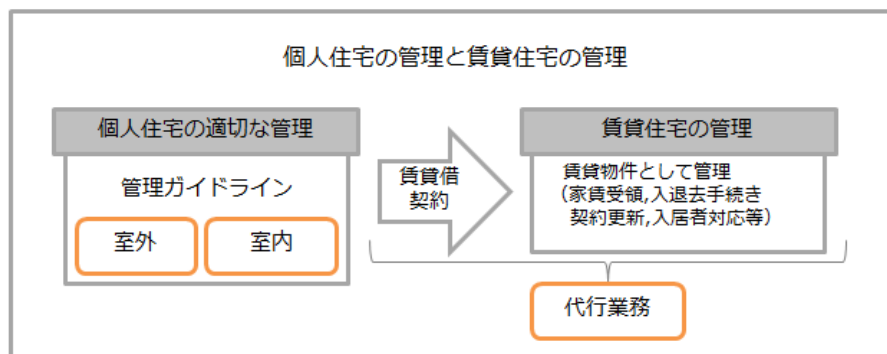 個人住宅の管理と賃貸住宅の管理
個人住宅の適切な管理
管理ガイドライン
室外
室内
賃貸借
契約
賃貸住宅の管理
賃貸物件として管理
(家賃受領,入退去手続き
契約更新,入居者対応等)
代行業務